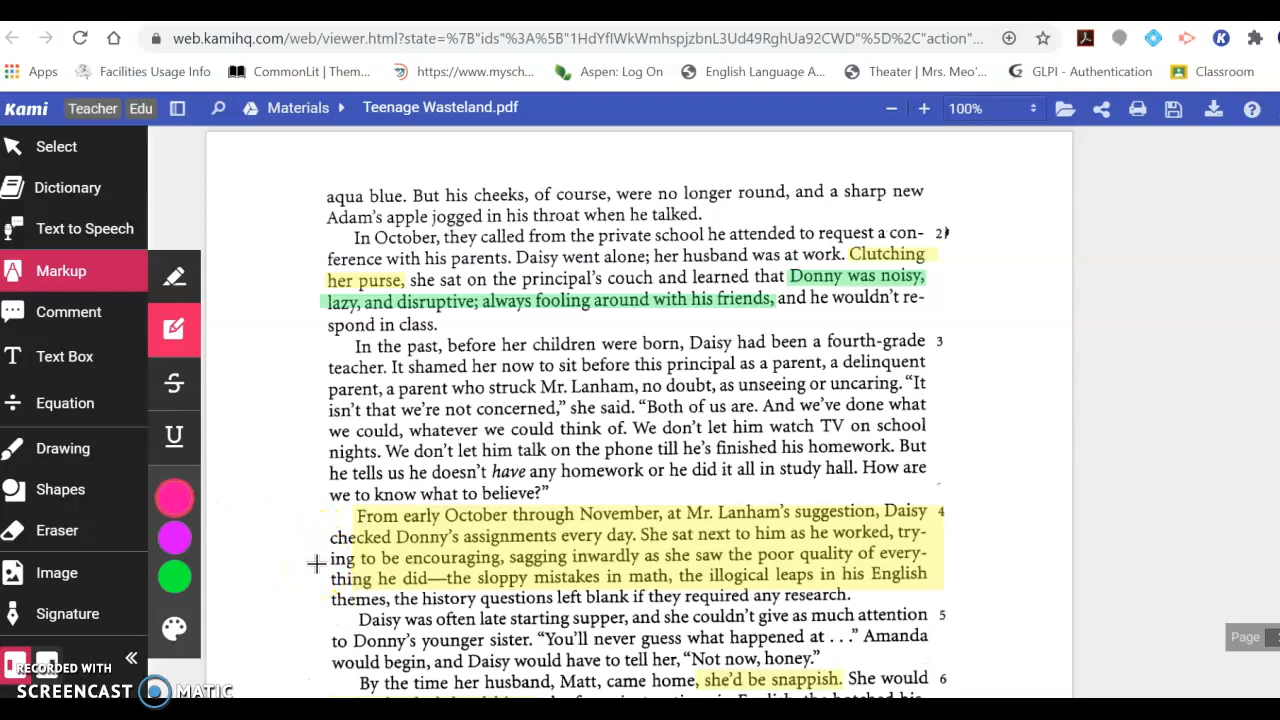 web.kamihq.com/web/viewer.html?state=%7B"ids"%3A%5B"1HdYflWkWmhspjzbnL3Ud49RghUa92CWD"%5D%2C"action"...
Apps Facilities Usage Info CommonLit | Them... https://www.mysch... Aspen: Log On English Language A... Theater | Mrs. Meo'... GLPI - Authentication Classroom
Kami Teacher Edu Materials Teenage Wasteland.pdf 100%
Select
Dictionary
Text to Speech
Markup
Comment
Text Box
Equation
Drawing
Shapes
Eraser
Image
Signature
aqua blue. But his cheeks, of course, were no longer round, and a sharp new
Adam's apple jogged in his throat when he talked.
In October, they called from the private school he attended to request a con- 2
ference with his parents. Daisy went alone; her husband was at work. Clutching
her purse, she sat on the principal's couch and learned that Donny was noisy,
lazy, and disruptive; always fooling around with his friends, and he wouldn't re-
spond in class.
In the past, before her children were born, Daisy had been a fourth-grade 3
teacher. It shamed her now to sit before this principal as a parent, a delinquent
parent, a parent who struck Mr. Lanham, no doubt, as unseeing or uncaring. "It
isn't that we're not concerned," she said. "Both of us are. And we've done what
we could, whatever we could think of. We don't let him watch TV on school
nights. We don't let him talk on the phone till he's finished his homework. But
he tells us he doesn't have any homework or he did it all in study hall. How are
we to know what to believe?"
From early October through November, at Mr. Lanham's suggestion, Daisy 4
checked Donny's assignments every day. She sat next to him as he worked, try-
ing to be encouraging, sagging inwardly as she saw the poor quality of every-
thing he did—the sloppy mistakes in math, the illogical leaps in his English
themes, the history questions left blank if they required any research.
Daisy was often late starting supper, and she couldn't give as much attention 5
to Donny's younger sister. "You'll never guess what happened at . . ." Amanda
would begin, and Daisy would have to tell her, "Not now, honey."
By the time her husband, Matt, came home, she'd be snappish. She would 6
Page
RECORDED WITH
SCREENCAST MATIC